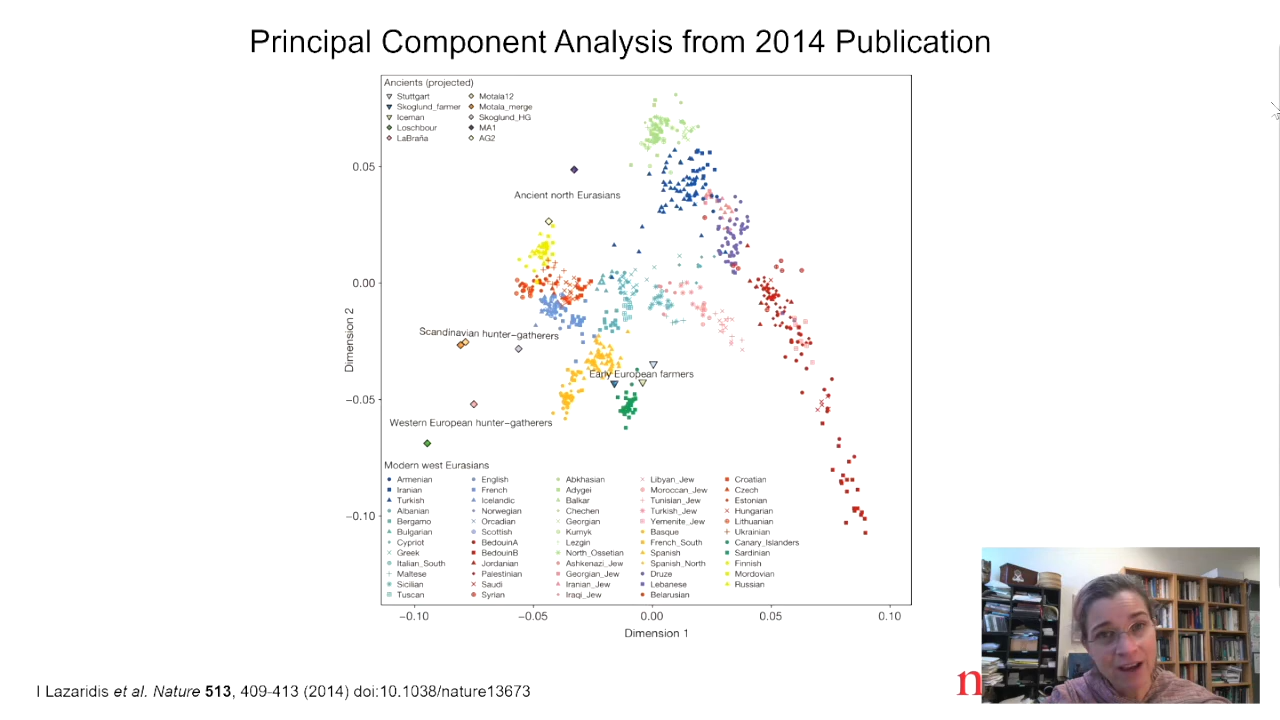 Principal Component Analysis from 2014 Publication
Ancients (projected)
Stuttgart
Skoglund_farmer
Iceman
Loschbour
LaBraña
Motala12
Motala_merge
Skoglund_HG
MA1
AG2
0.05
0.00
−0.05
−0.10
Dimension 2
Ancient north Eurasians
Scandinavian hunter−gatherers
Early European farmers
Western European hunter−gatherers
Modern west Eurasians
Armenian
Iranian
Turkish
Albanian
Bergamo
Bulgarian
Cypriot
Greek
Italian_South
Maltese
Sicilian
Tuscan
English
French
Icelandic
Norwegian
Orcadian
Scottish
BedouinA
BedouinB
Jordanian
Palestinian
Saudi
Syrian
Abkhasian
Adygei
Balkar
Chechen
Georgian
Kumyk
Lezgin
North_Ossetian
Ashkenazi_Jew
Georgian_Jew
Iranian_Jew
Iraqi_Jew
Libyan_Jew
Moroccan_Jew
Tunisian_Jew
Turkish_Jew
Yemenite_Jew
Basque
French_South
Spanish
Spanish_North
Druze
Lebanese
Belarusian
Croatian
Czech
Estonian
Hungarian
Lithuanian
Ukrainian
Canary_Islanders
Sardinian
Finnish
Mordovian
Russian
−0.10
−0.05
0.00
0.05
0.10
Dimension 1
I Lazaridis et al. Nature 513, 409-413 (2014) doi:10.1038/nature13673
n